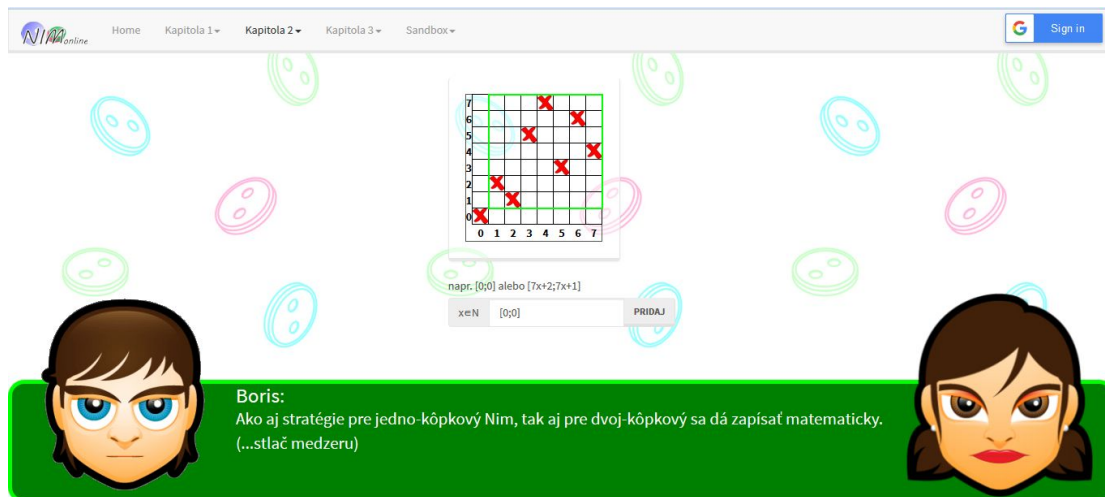 NIMonline Home Kapitola 1 Kapitola 2 Kapitola 3 Sandbox G Sign in
7
6
5
4
3
2
1
0
0 1 2 3 4 5 6 7
napr. [0;0] alebo [7x+2;7x+1]
x∈N [0;0] PRIDAJ
Boris:
Ako aj stratégie pre jedno-kôpkový Nim, tak aj pre dvoj-kôpkový sa dá zapísať matematicky.
(...stlač medzeru)